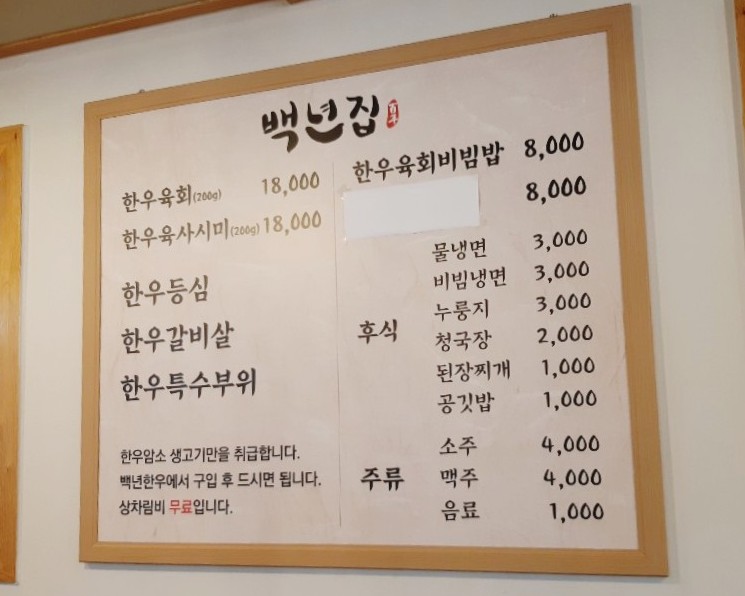 백년집
한우육회(200g) 18,000
한우육사시미(200g) 18,000
한우등심
한우갈비살
한우특수부위
한우암소 생고기만을 취급합니다.
백년한우에서 구입 후 드시면 됩니다.
상차림비 무료입니다.
한우육회비빔밥 8,000
8,000
후식
물냉면 3,000
비빔냉면 3,000
누룽지 3,000
청국장 2,000
된장찌개 1,000
공깃밥 1,000
주류
소주 4,000
맥주 4,000
음료 1,000